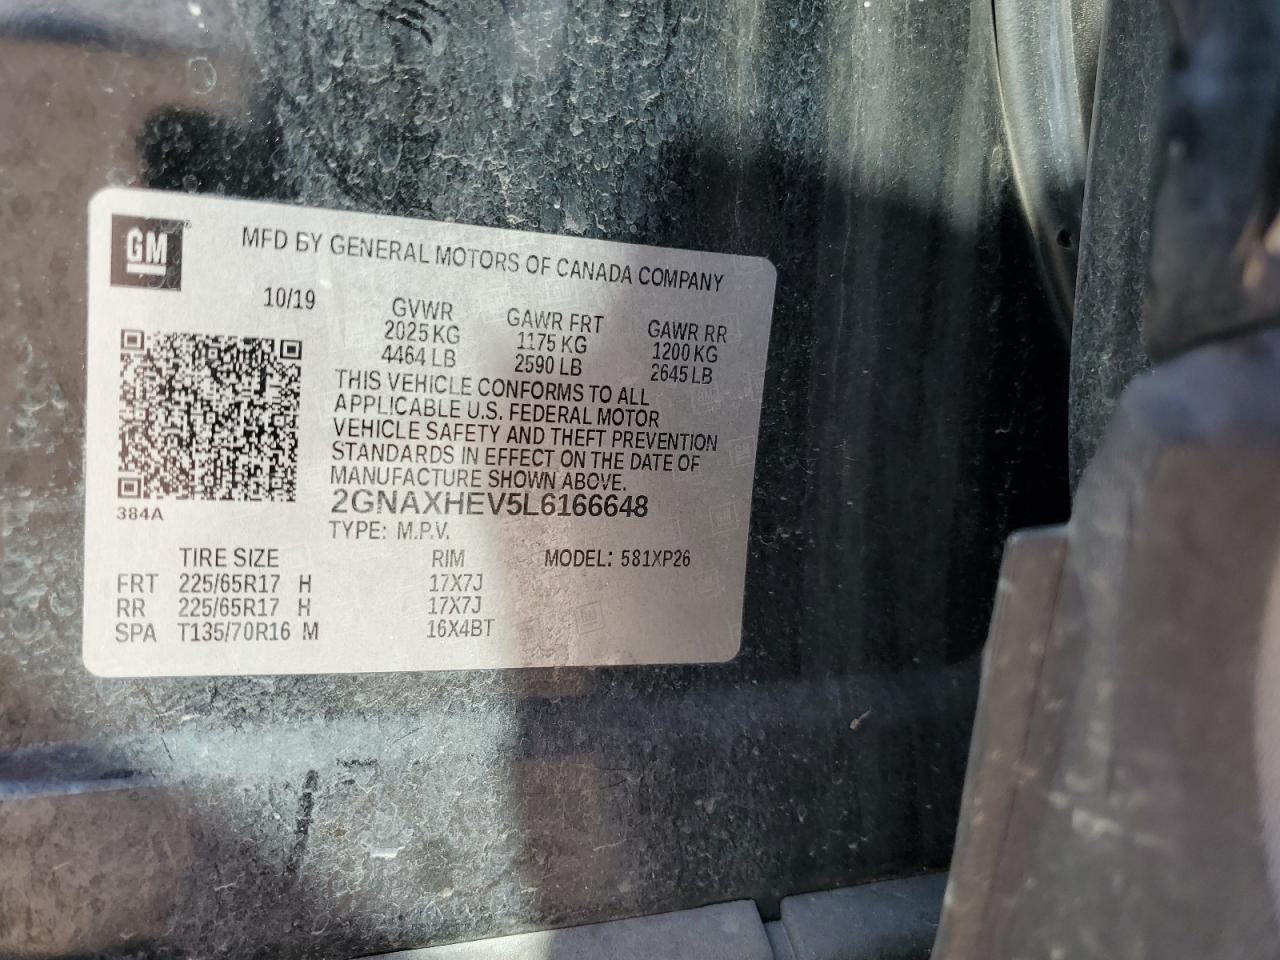 GM
MFD BY GENERAL MOTORS OF CANADA COMPANY
10/19
GVWR GAWR FRT GAWR RR
2025 KG 1175 KG 1200 KG
4464 LB 2590 LB 2645 LB
THIS VEHICLE CONFORMS TO ALL
APPLICABLE U.S. FEDERAL MOTOR
VEHICLE SAFETY AND THEFT PREVENTION
STANDARDS IN EFFECT ON THE DATE OF
MANUFACTURE SHOWN ABOVE.
2GNAXHEV5L6166648
384A
TYPE: M.P.V.
TIRE SIZE RIM MODEL: 581XP26
FRT 225/65R17 H 17X7J
RR 225/65R17 H 17X7J
SPA T135/70R16 M 16X4BT